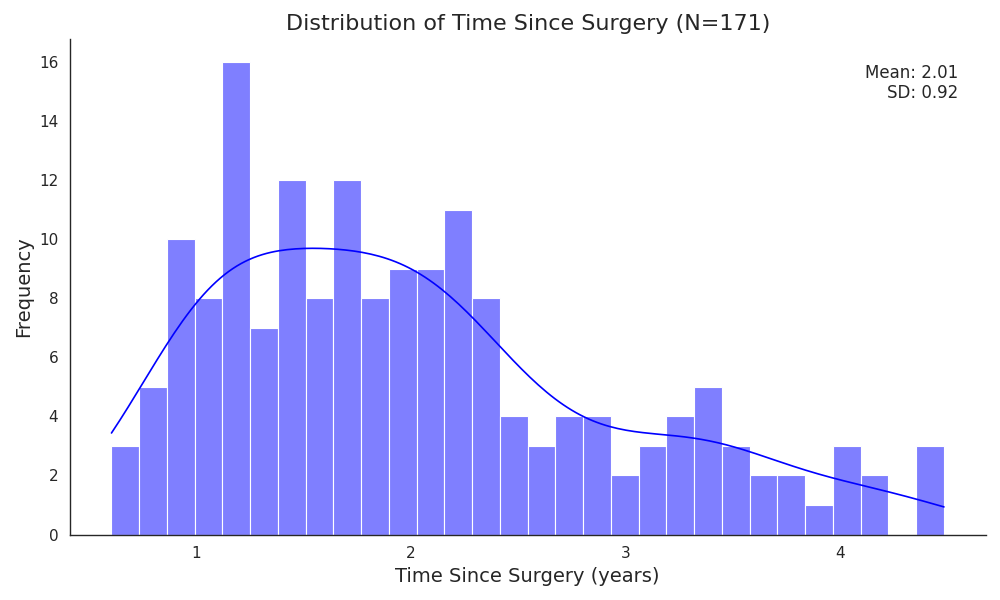 Distribution of Time Since Surgery (N=171)
Mean: 2.01
SD: 0.92
Frequency
16
14
12
10
8
6
4
2
0
1 2 3 4
Time Since Surgery (years)